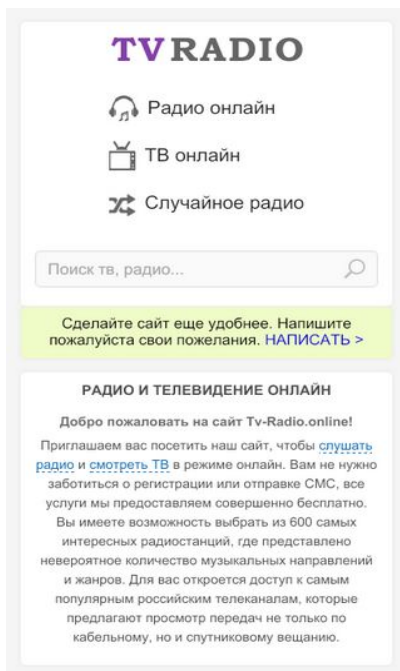 TVRADIO
Радио онлайн
ТВ онлайн
Случайное радио
Поиск тв, радио...
Сделайте сайт еще удобнее. Напишите
пожалуйста свои пожелания. НАПИСАТЬ >
РАДИО И ТЕЛЕВИДЕНИЕ ОНЛАЙН
Добро пожаловать на сайт Tv-Radio.online!
Приглашаем вас посетить наш сайт, чтобы слушать
радио и смотреть ТВ в режиме онлайн. Вам не нужно
заботиться о регистрации или отправке СМС, все
услуги мы предоставляем совершенно бесплатно.
Вы имеете возможность выбрать из 600 самых
интересных радиостанций, где представлено
невероятное количество музыкальных направлений
и жанров. Для вас откроется доступ к самым
популярным российским телеканалам, которые
предлагают просмотр передач не только по
кабельному, но и спутниковому вещанию.